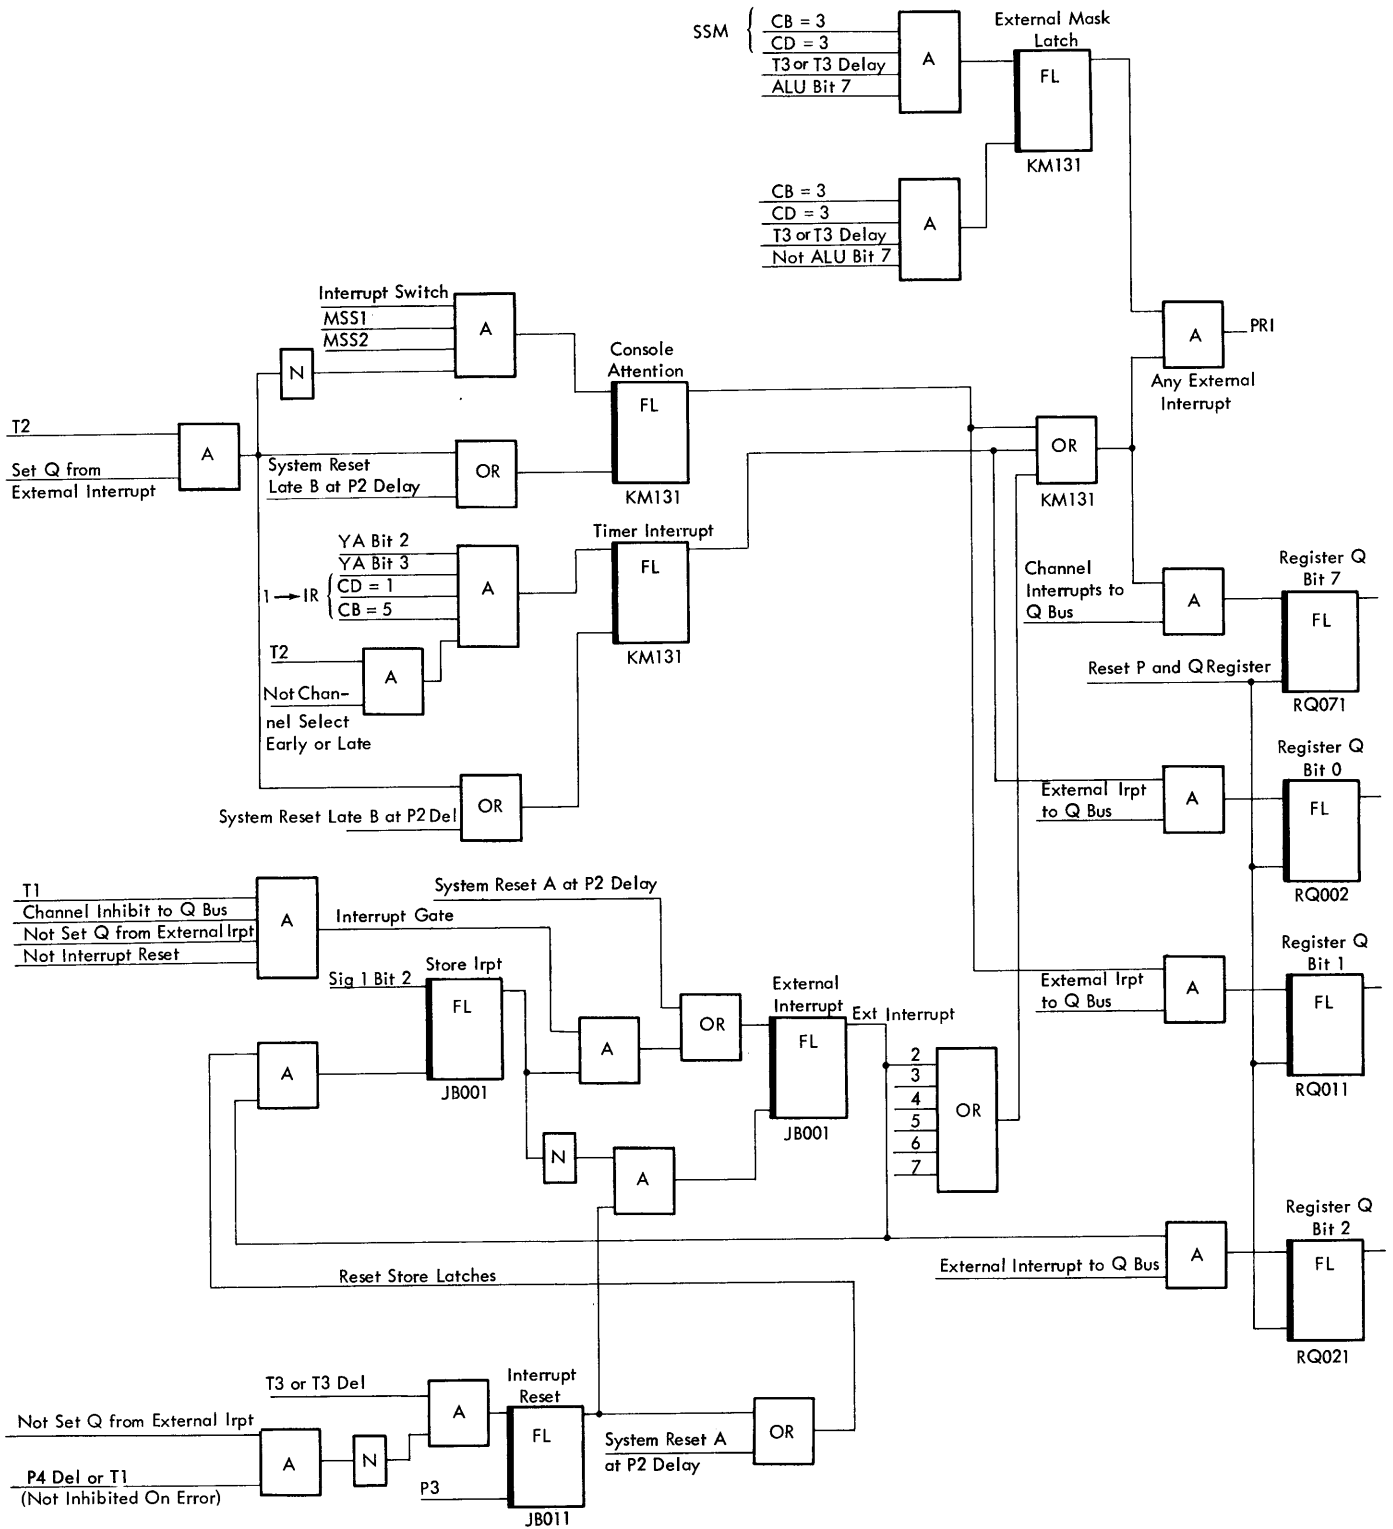 SSM
CB = 3
CD = 3
T3 or T3 Delay
ALU Bit 7
A
External Mask
Latch
FL
KM131
CB = 3
CD = 3
T3 or T3 Delay
Not ALU Bit 7
A
Interrupt Switch
MSS1
MSS2
A
N
Console
Attention
FL
KM131
A
PRI
Any External
Interrupt
T2
Set Q from
External Interrupt
A
System Reset
Late B at P2 Delay
OR
OR
KM131
YA Bit 2
YA Bit 3
1 → IR
CD = 1
CB = 5
A
Timer Interrupt
FL
KM131
T2
Not Chan-
nel Select
Early or Late
A
Channel
Interrupts to
Q Bus
A
Register Q
Bit 7
FL
RQ071
Reset P and Q Register
System Reset Late B at P2 Del
OR
External Irpt
to Q Bus
A
Register Q
Bit 0
FL
RQ002
T1
Channel Inhibit to Q Bus
Not Set Q from External Irpt
Not Interrupt Reset
A
Interrupt Gate
System Reset A at P2 Delay
Sig 1 Bit 2
Store Irpt
FL
JB001
A
A
OR
External
Interrupt
FL
JB001
Ext Interrupt
2
3
4
5
6
7
OR
External Irpt
to Q Bus
A
Register Q
Bit 1
FL
RQ011
N
A
Reset Store Latches
External Interrupt to Q Bus
A
Register Q
Bit 2
FL
RQ021
T3 or T3 Del
A
Not Set Q from External Irpt
P4 Del or T1
(Not Inhibited On Error)
A
N
Interrupt
Reset
FL
JB011
P3
System Reset A
at P2 Delay
OR